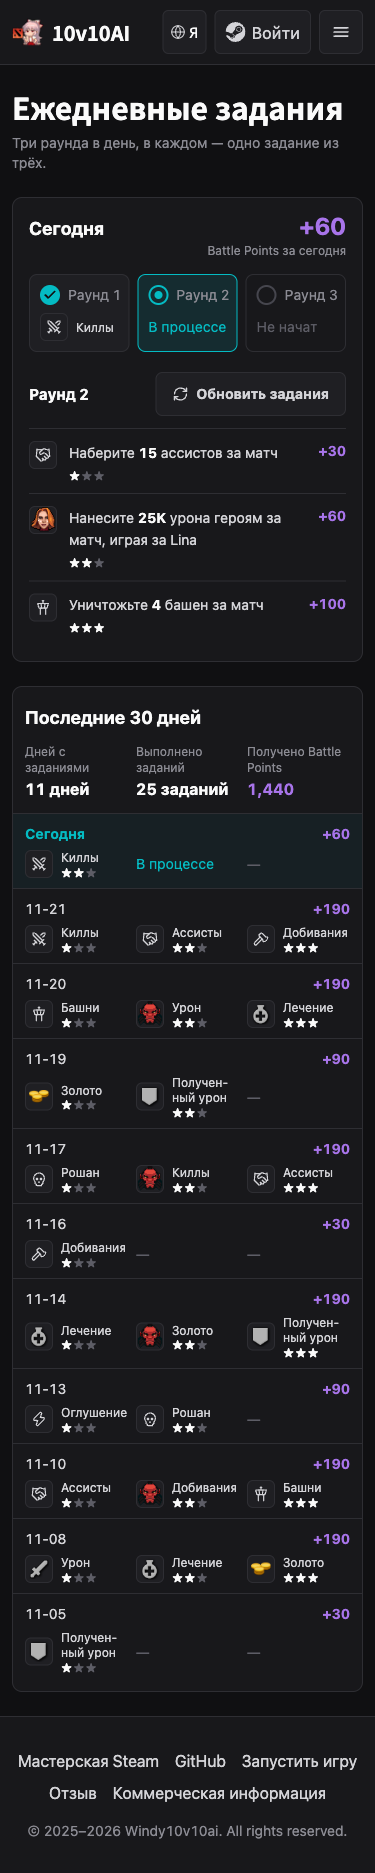 10v10AI
Я
Войти
Ежедневные задания
Три раунда в день, в каждом — одно задание из
трёх.
Сегодня
+60
Battle Points за сегодня
Раунд 1
Раунд 2
Раунд 3
Киллы
В процессе
Не начат
Раунд 2
Обновить задания
Наберите 15 ассистов за матч
+30
Нанесите 25K урона героям за
+60
матч, играя за Lina
Уничтожьте 4 башен за матч
+100
Последние 30 дней
Дней с
заданиями
Выполнено
заданий
Получено Battle
Points
11 дней
25 заданий
1,440
Сегодня
+60
Киллы
В процессе
—
11-21
+190
Киллы
Ассисты
Добивания
11-20
+190
Башни
Урон
Лечение
11-19
+90
Золото
Получен-
ный урон
—
11-17
+190
Рошан
Киллы
Ассисты
11-16
+30
Добивания
—
—
11-14
+190
Лечение
Золото
Получен-
ный урон
11-13
+90
Оглушение
Рошан
—
11-10
+190
Ассисты
Добивания
Башни
11-08
+190
Урон
Лечение
Золото
11-05
+30
Получен-
ный урон
—
—
Мастерская Steam
GitHub
Запустить игру
Отзыв
Коммерческая информация
© 2025–2026 Windy10v10ai. All rights reserved.